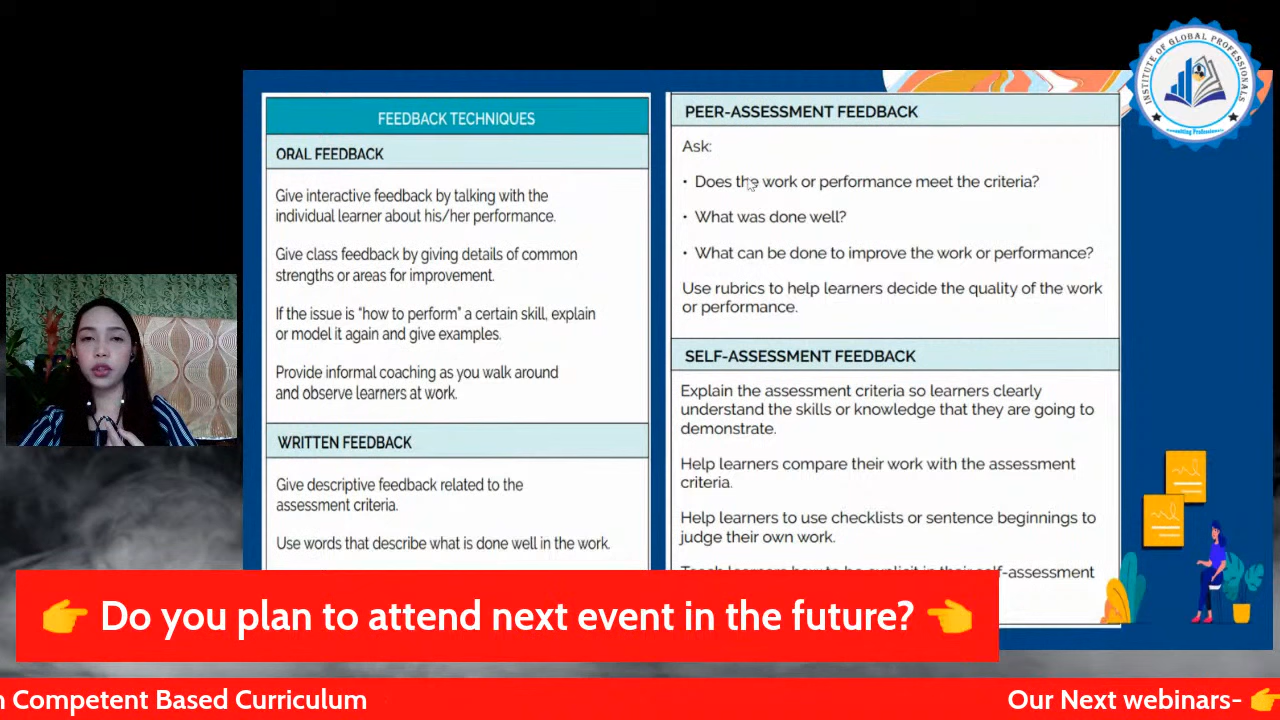 FEEDBACK TECHNIQUES
ORAL FEEDBACK
Give interactive feedback by talking with the
individual learner about his/her performance.
Give class feedback by giving details of common
strengths or areas for improvement.
If the issue is "how to perform" a certain skill, explain
or model it again and give examples.
Provide informal coaching as you walk around
and observe learners at work.
WRITTEN FEEDBACK
Give descriptive feedback related to the
assessment criteria.
Use words that describe what is done well in the work.
PEER-ASSESSMENT FEEDBACK
Ask:
• Does the work or performance meet the criteria?
• What was done well?
• What can be done to improve the work or performance?
Use rubrics to help learners decide the quality of the work
or performance.
SELF-ASSESSMENT FEEDBACK
Explain the assessment criteria so learners clearly
understand the skills or knowledge that they are going to
demonstrate.
Help learners compare their work with the assessment
criteria.
Help learners to use checklists or sentence beginnings to
judge their own work.
Teach learners how to be explicit in their self-assessment
INSTITUTE OF GLOBAL PROFESSIONALS
👉 Do you plan to attend next event in the future? 👈
n Competent Based Curriculum
Our Next webinars- 👉